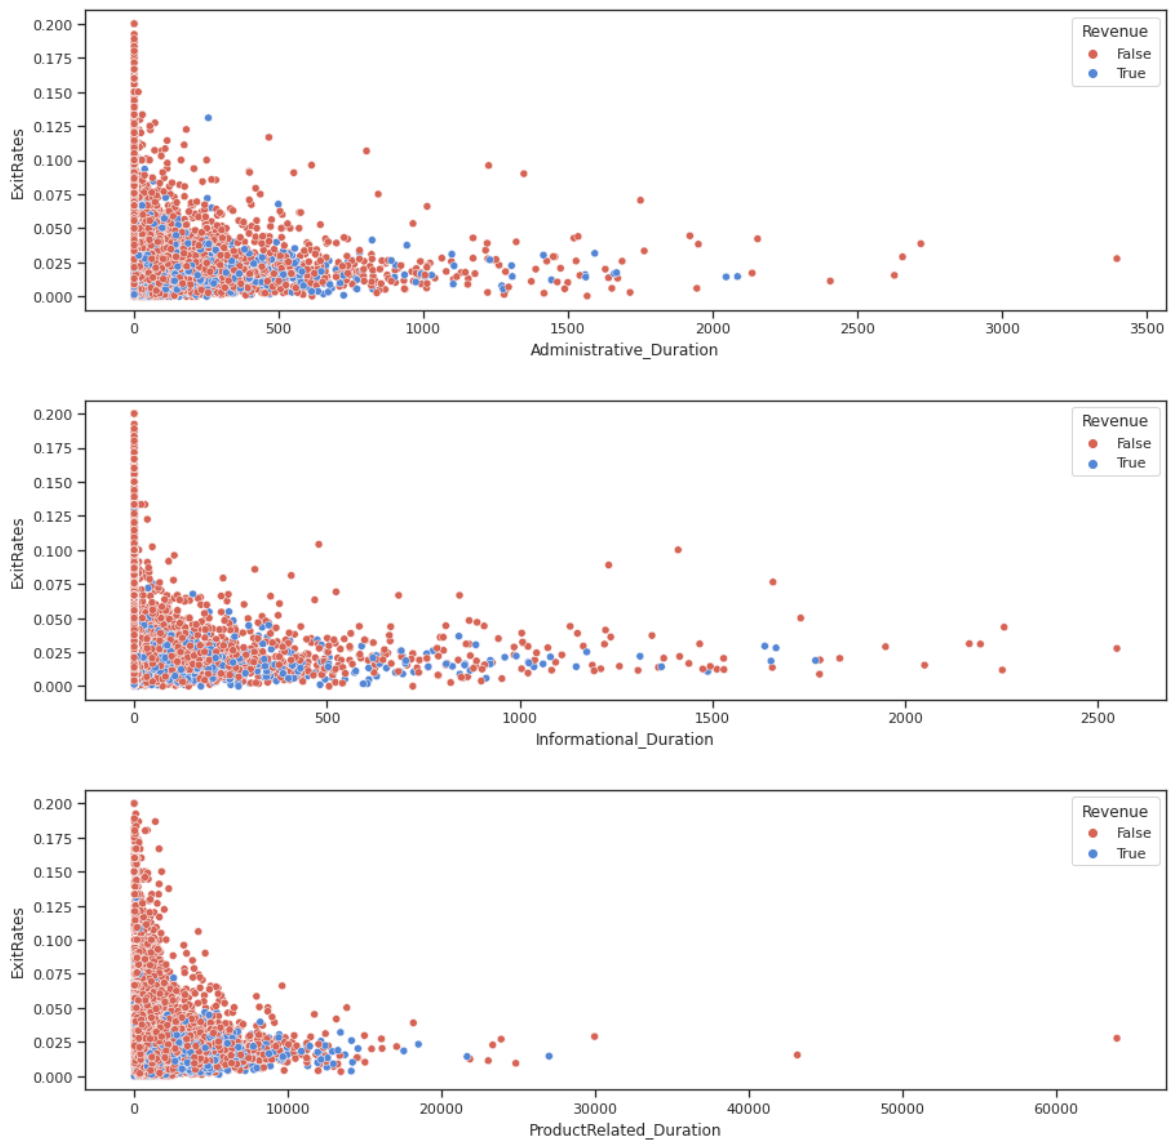 0.200
0.175
0.150
0.125
0.100
0.075
0.050
0.025
0.000
ExitRates
Revenue
False
True
0 500 1000 1500 2000 2500 3000 3500
Administrative_Duration
0.200
0.175
0.150
0.125
0.100
0.075
0.050
0.025
0.000
ExitRates
Revenue
False
True
0 500 1000 1500 2000 2500
Informational_Duration
0.200
0.175
0.150
0.125
0.100
0.075
0.050
0.025
0.000
ExitRates
Revenue
False
True
0 10000 20000 30000 40000 50000 60000
ProductRelated_Duration